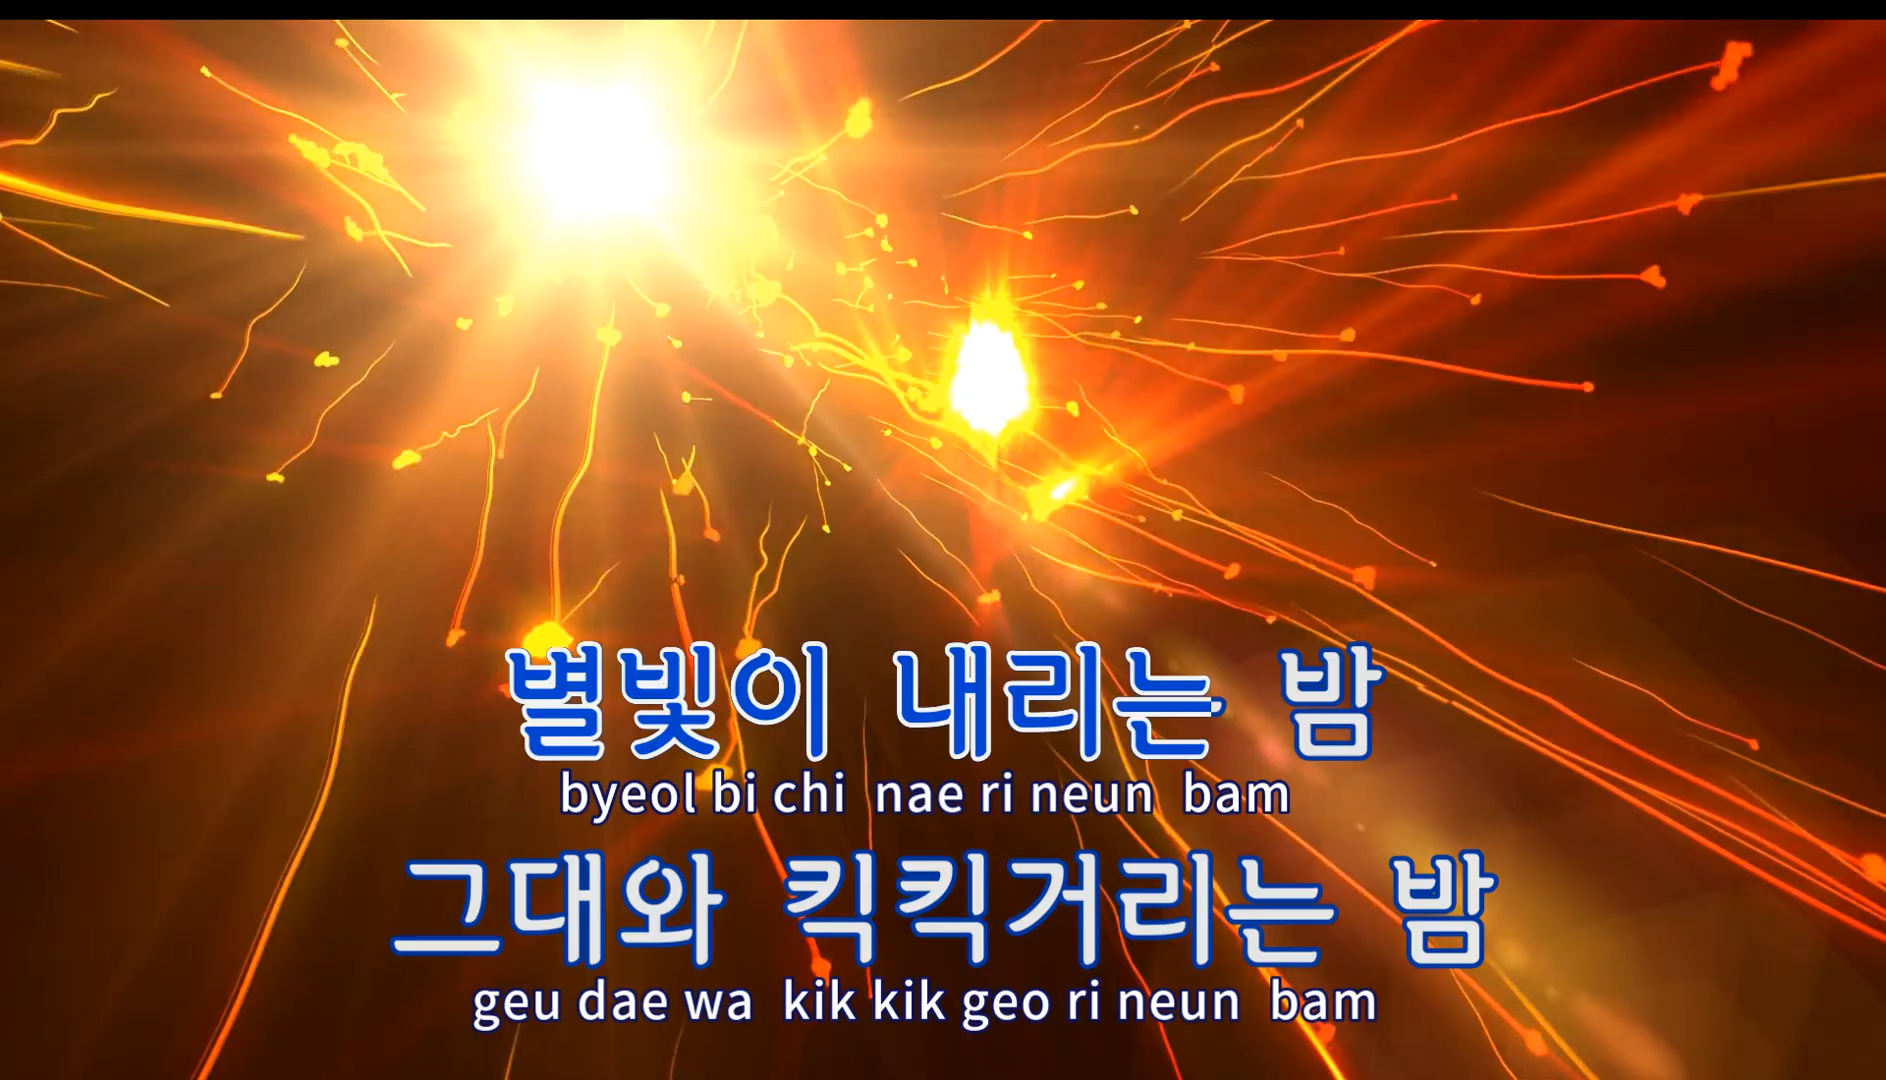 별빛이 내리는 밤
byeol bi chi nae ri neun bam
그대와 킥킥거리는 밤
geu dae wa kik kik geo ri neun bam